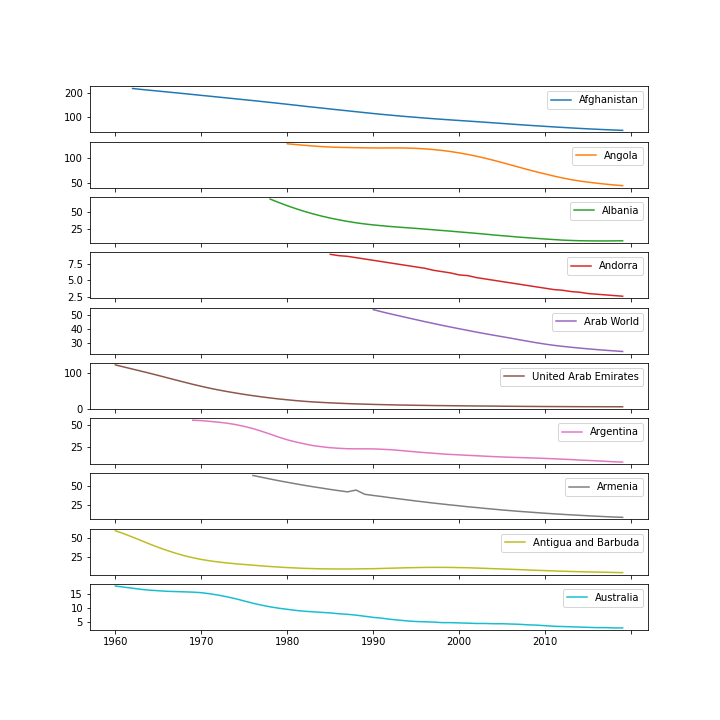 200
100
Afghanistan
100
50
Angola
50
25
Albania
7.5
5.0
2.5
Andorra
50
40
30
Arab World
100
0
United Arab Emirates
50
25
Argentina
50
25
Armenia
50
25
Antigua and Barbuda
15
10
5
Australia
1960 1970 1980 1990 2000 2010